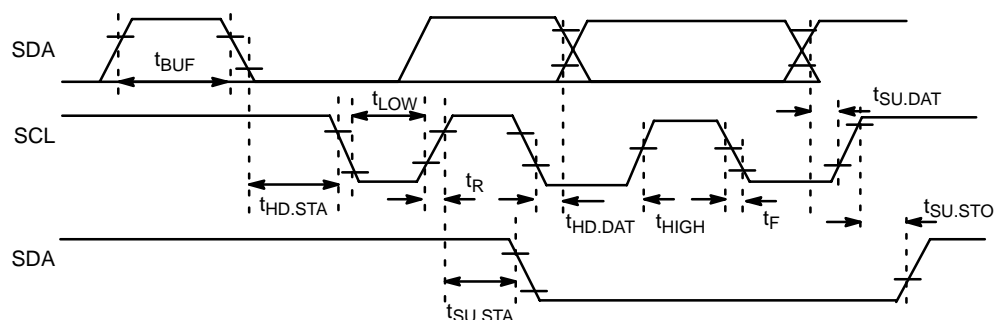 SDA
tBUF
tLOW
tSU.DAT
SCL
tR
tHD.STA
tHD.DAT
tHIGH
tF
tSU.STO
SDA
tSU.STA